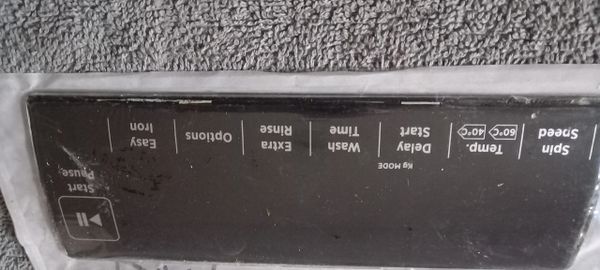 Spin
Speed
Temp.
60°C 40°C
Delay
Start
Kg MODE
Wash
Time
Extra
Rinse
Options
Easy
Iron
Start
Pause